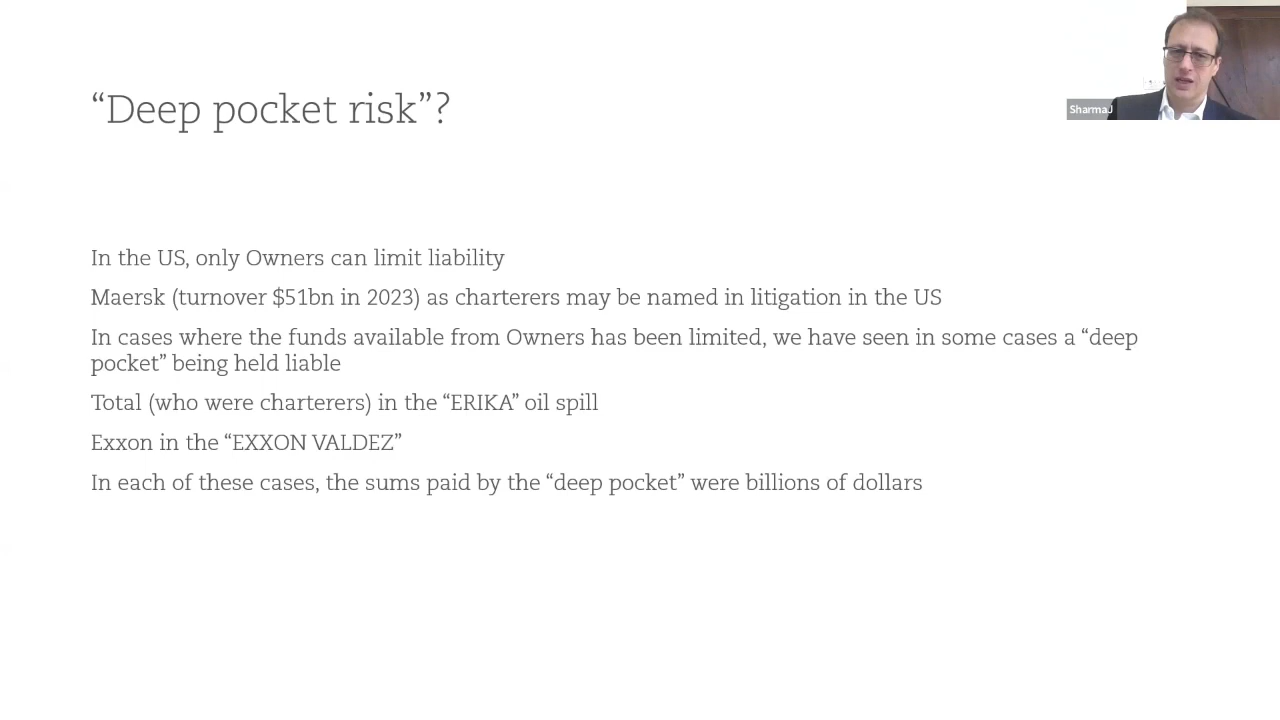 “Deep pocket risk”?
SharmaJ
In the US, only Owners can limit liability
Maersk (turnover $51bn in 2023) as charterers may be named in litigation in the US
In cases where the funds available from Owners has been limited, we have seen in some cases a “deep
pocket” being held liable
Total (who were charterers) in the “ERIKA” oil spill
Exxon in the “EXXON VALDEZ”
In each of these cases, the sums paid by the “deep pocket” were billions of dollars